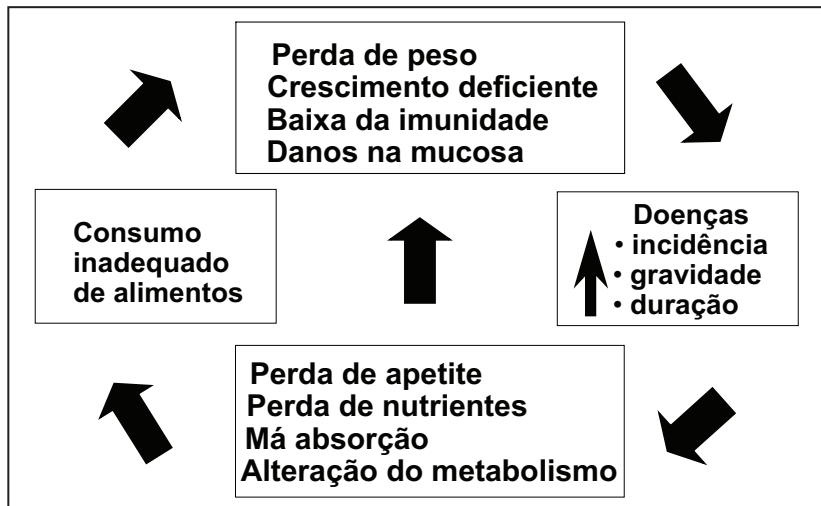 Perda de peso
Crescimento deficiente
Baixa da imunidade
Danos na mucosa
Consumo
inadequado
de alimentos
Doenças
• incidência
• gravidade
• duração
Perda de apetite
Perda de nutrientes
Má absorção
Alteração do metabolismo